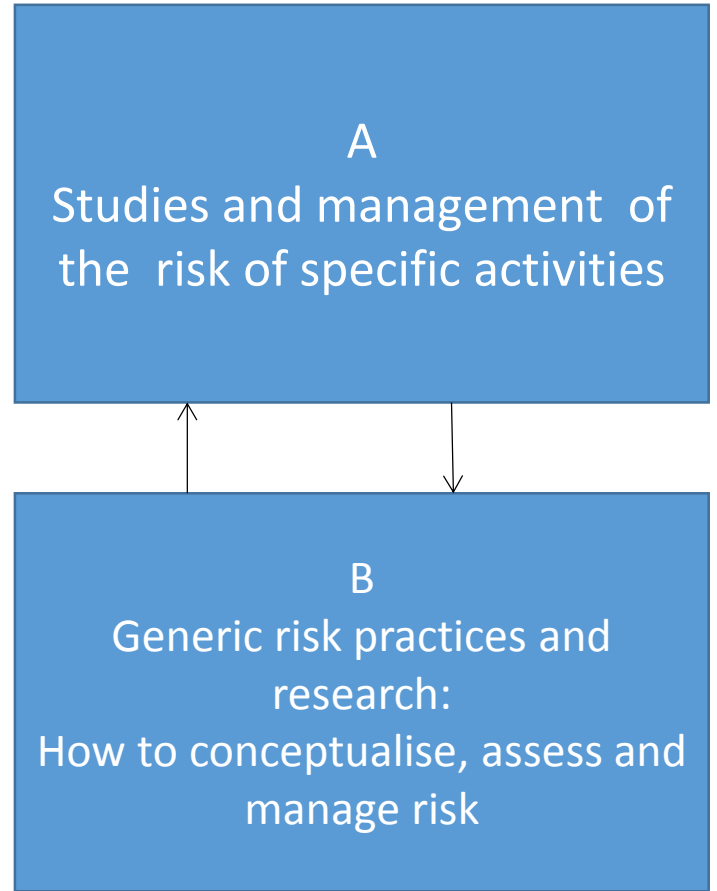 A
Studies and management of
the risk of specific activities
B
Generic risk practices and
research:
How to conceptualise, assess and
manage risk